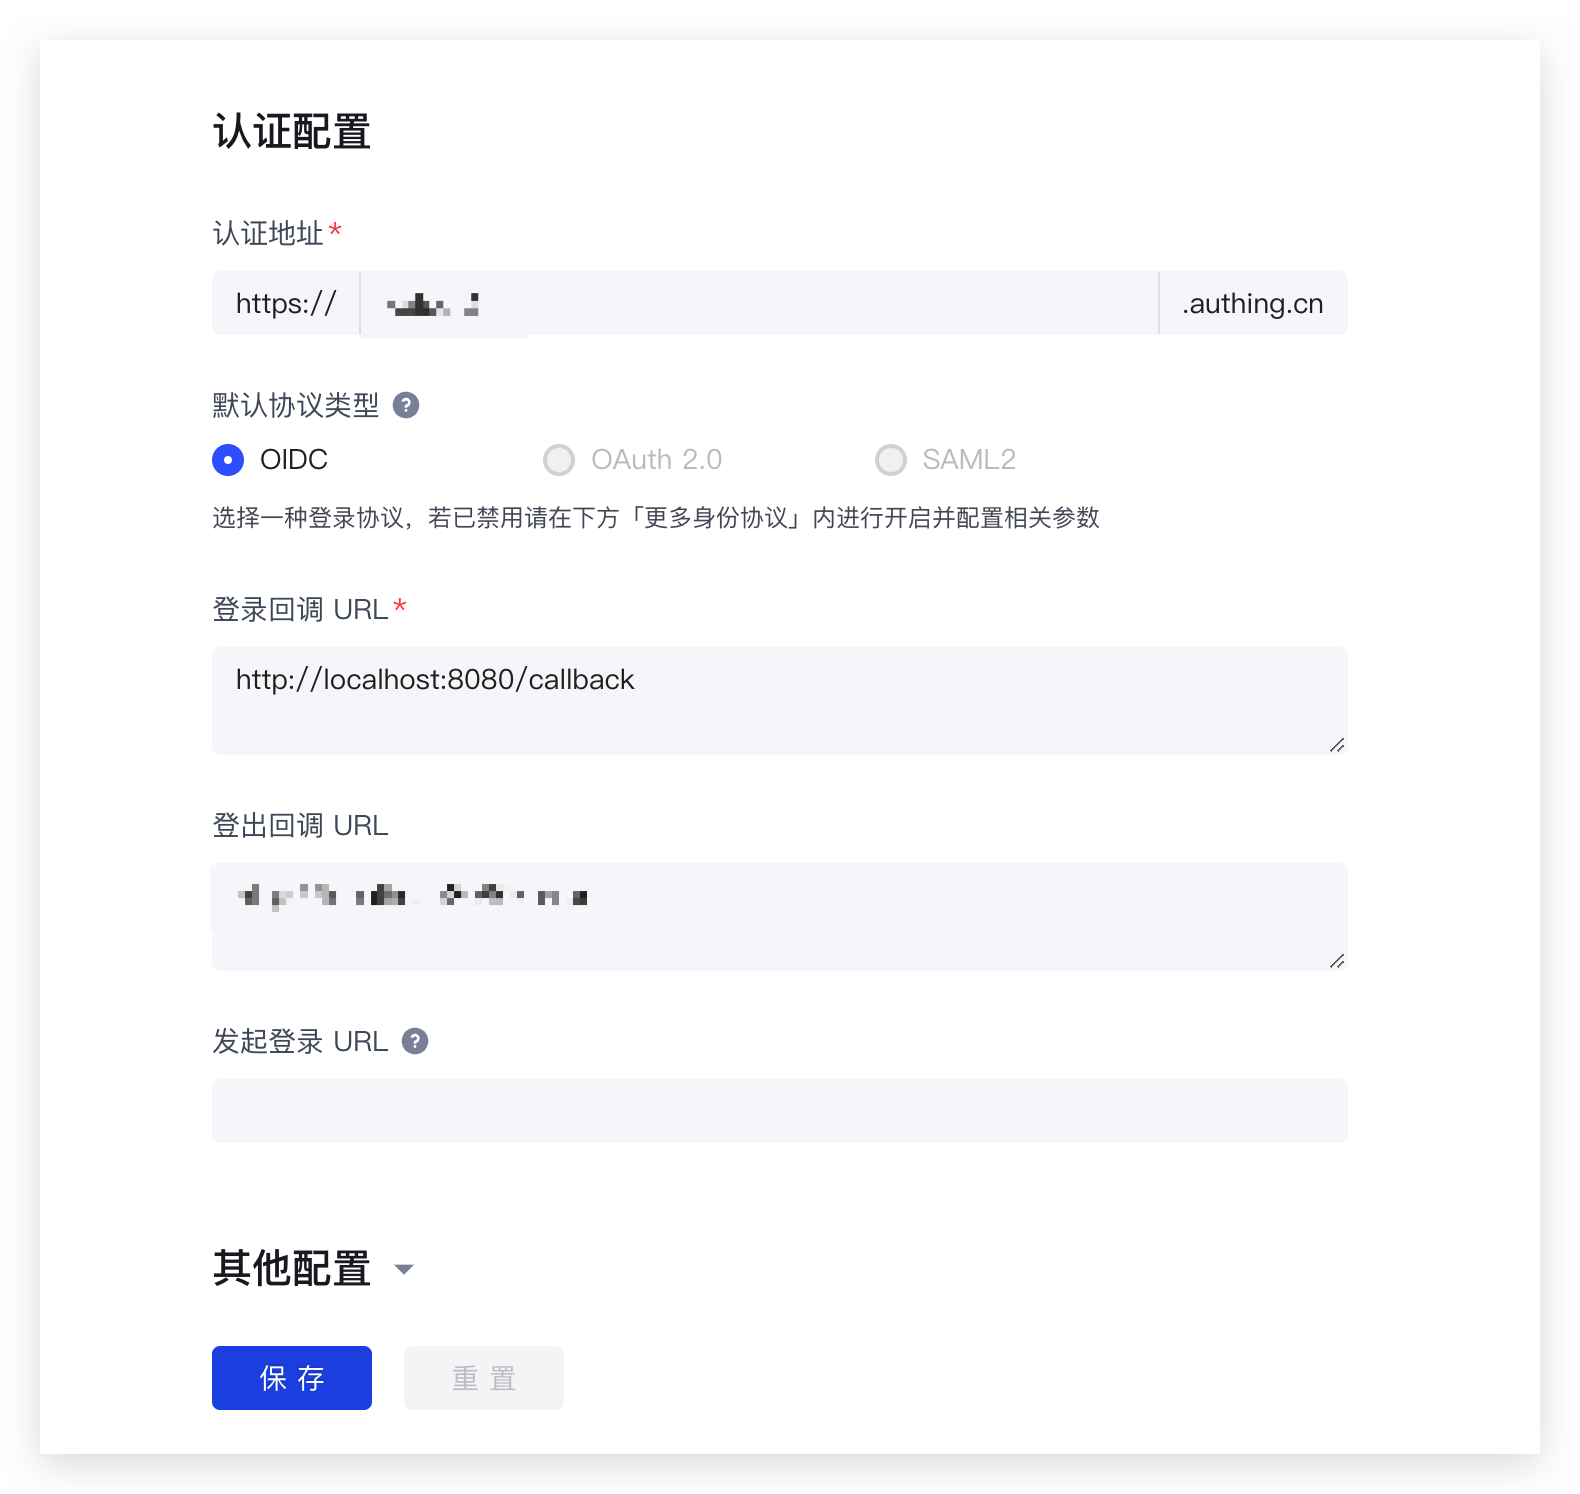 认证配置
认证地址*
https:// .authing.cn
默认协议类型 ?
OIDC OAuth 2.0 SAML2
选择一种登录协议，若已禁用请在下方「更多身份协议」内进行开启并配置相关参数
登录回调 URL*
http://localhost:8080/callback
登出回调 URL
发起登录 URL ?
其他配置
保存 重置